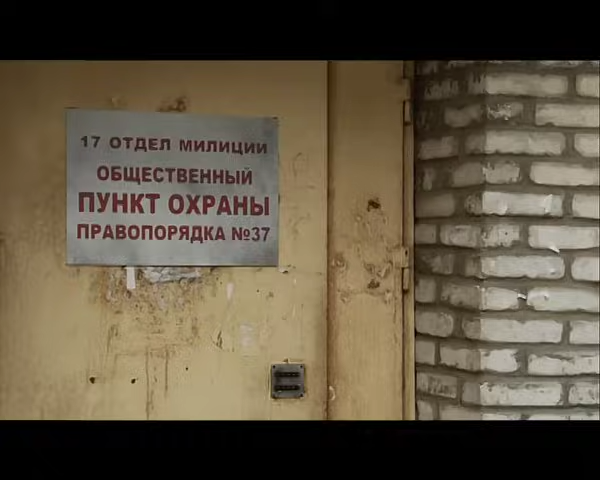 17 ОТДЕЛ МИЛИЦИИ
ОБЩЕСТВЕННЫЙ
ПУНКТ ОХРАНЫ
ПРАВОПОРЯДКА №37